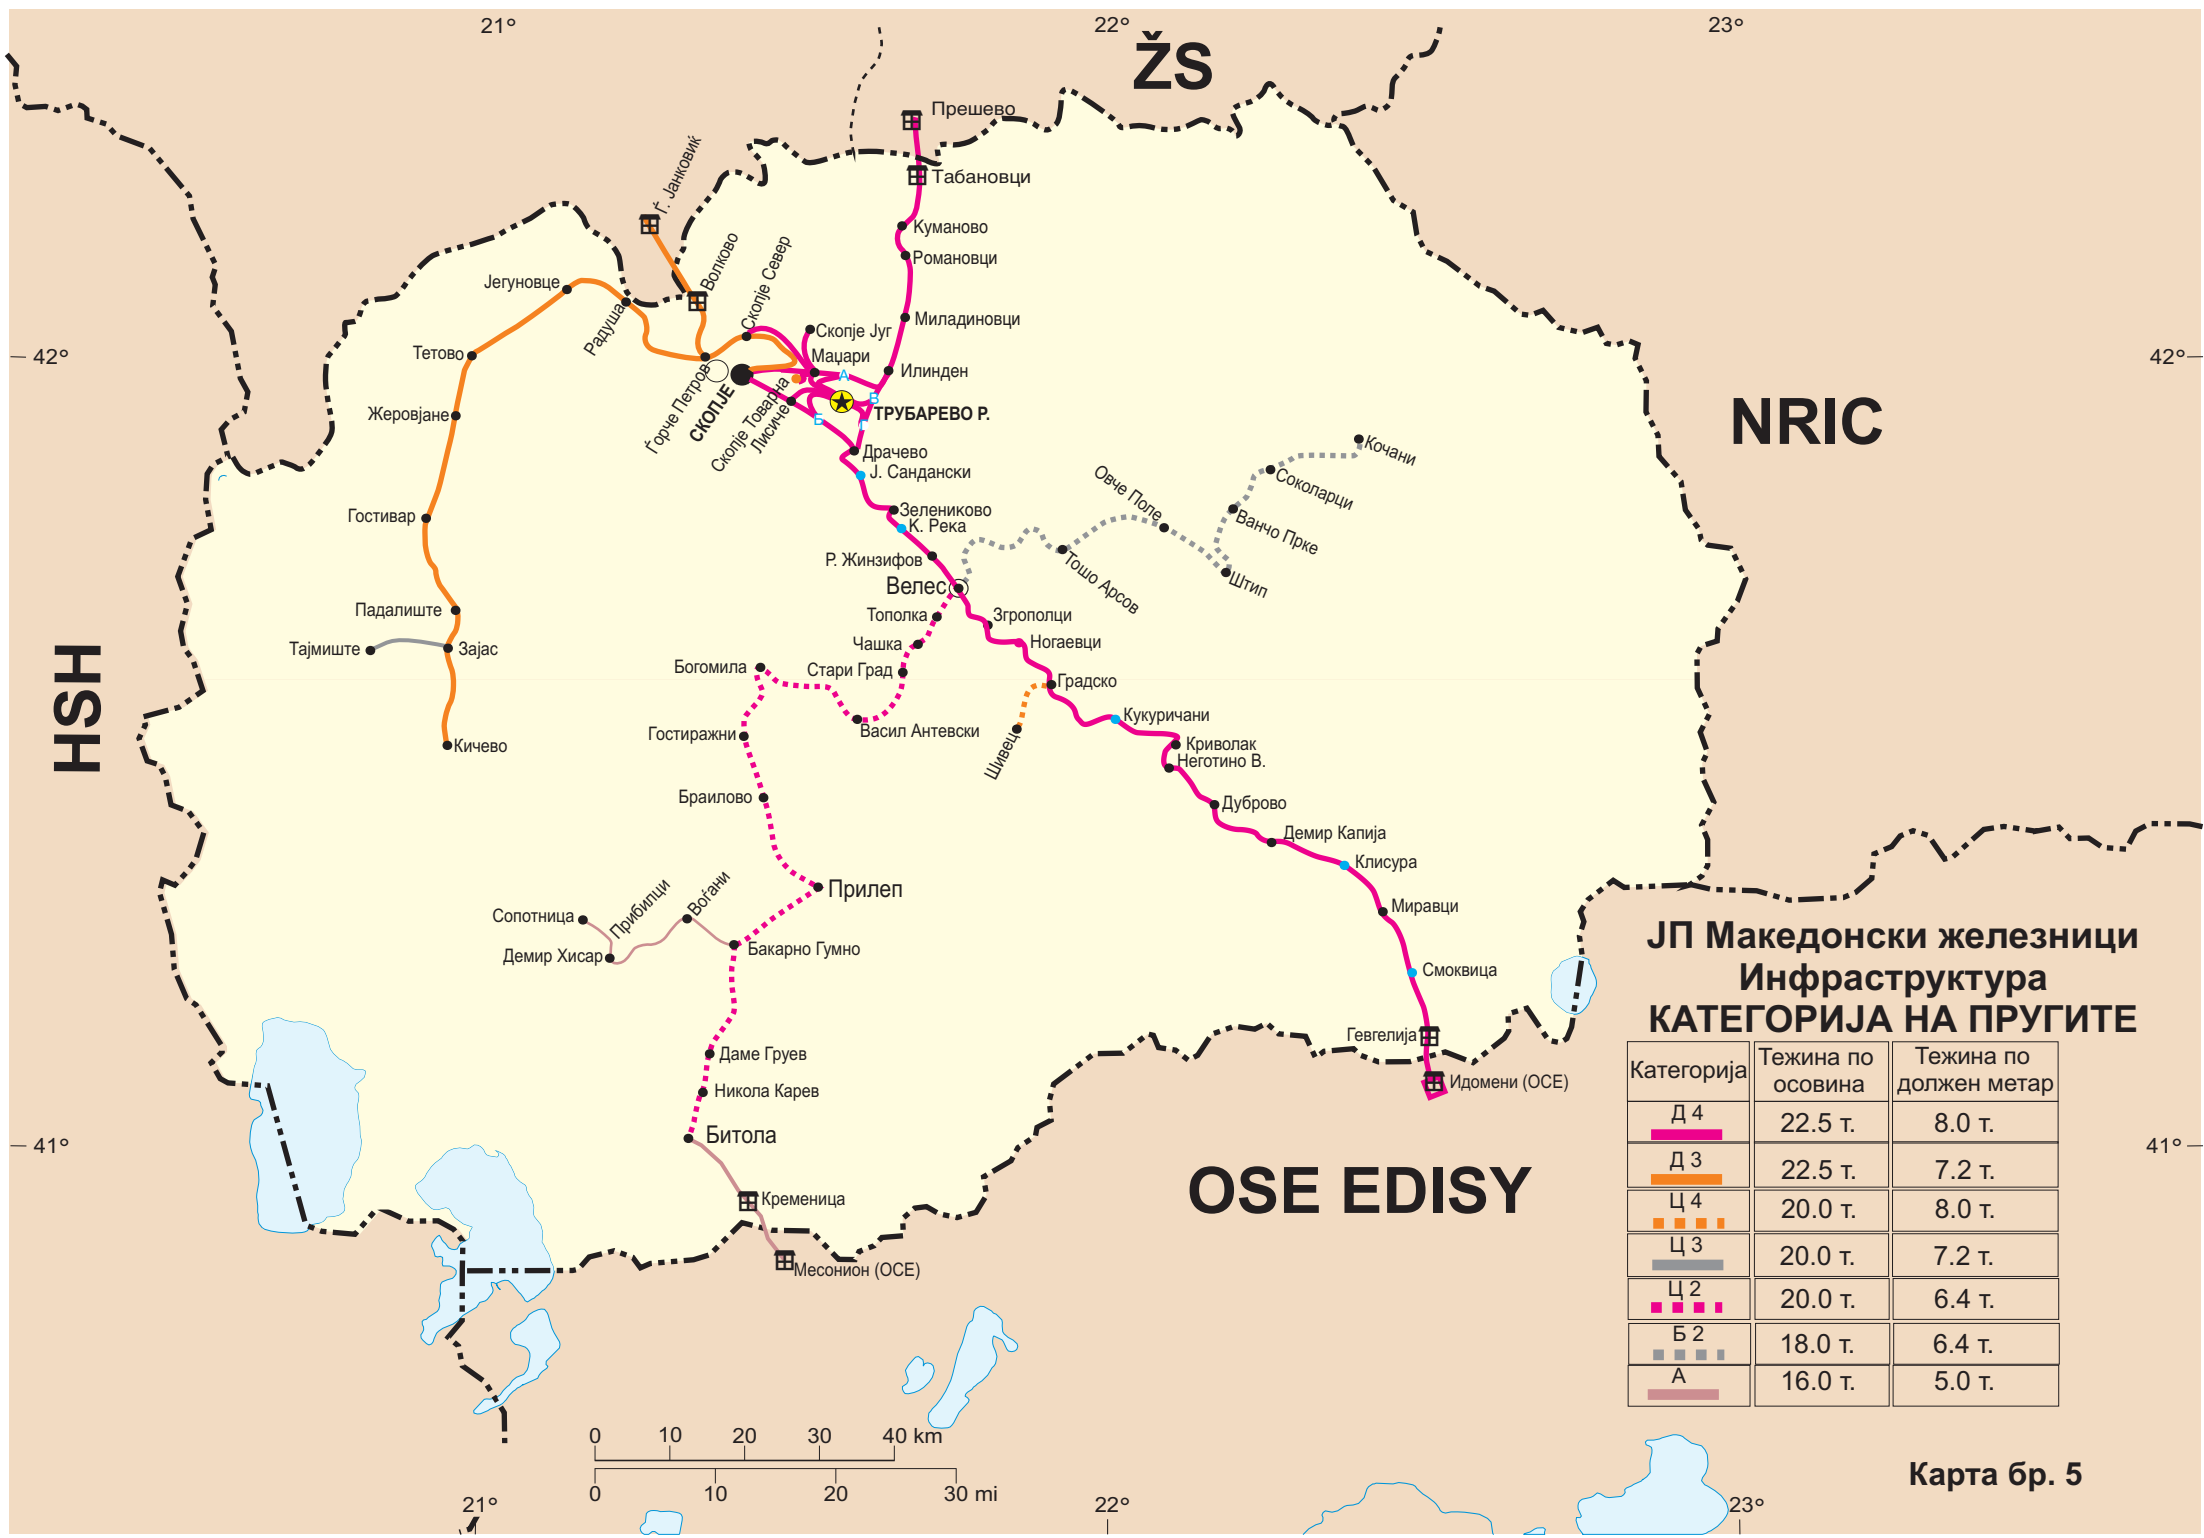 21°
22°
23°
ŽS
Прешево
Табановци
Ѓ. Јанковиќ
Куманово
Романовци
Волково
Скопје Север
Јегуновце
Радуша
Миладиновци
Скопје Југ
42°
Тетово
Маџари
42°
А
Илинден
Ѓорче Петров
СКОПЈЕ
Скопје Товарна
Лисиче
В
ТРУБАРЕВО Р.
Б
Г
Жеровјане
NRIC
Драчево
Кочани
Ј. Сандански
Соколарци
Овче Поле
Гостивар
Зелениково
К. Река
Ванчо Прке
Р. Жинзифов
Тошо Арсов
Штип
Велес
Падалиште
Тополка
Згрополци
Чашка
Ногаевци
Тајмиште
Зајас
HSH
Богомила
Стари Град
Градско
Кукуричани
Васил Антевски
Гостиражни
Шивец
Кичево
Криволак
Неготино В.
Браилово
Дуброво
Демир Капија
Клисура
Прилеп
Воѓани
Прибилци
Сопотница
Миравци
Бакарно Гумно
Демир Хисар
Смоквица
ЈП Македонски железници
Инфраструктура
КАТЕГОРИЈА НА ПРУГИТЕ
Гевгелија
Даме Груев
Идомени (ОСЕ)
Никола Карев
Категорија
Тежина по осовина
Тежина по должен метар
Д 4 22.5 т. 8.0 т.
Д 3 22.5 т. 7.2 т.
Ц 4 20.0 т. 8.0 т.
Ц 3 20.0 т. 7.2 т.
Ц 2 20.0 т. 6.4 т.
Б 2 18.0 т. 6.4 т.
А 16.0 т. 5.0 т.
41°
Битола
41°
OSE EDISY
Кременица
Месонион (ОСЕ)
0 10 20 30 40 km
0 10 20 30 mi
Карта бр. 5
21°
22°
23°